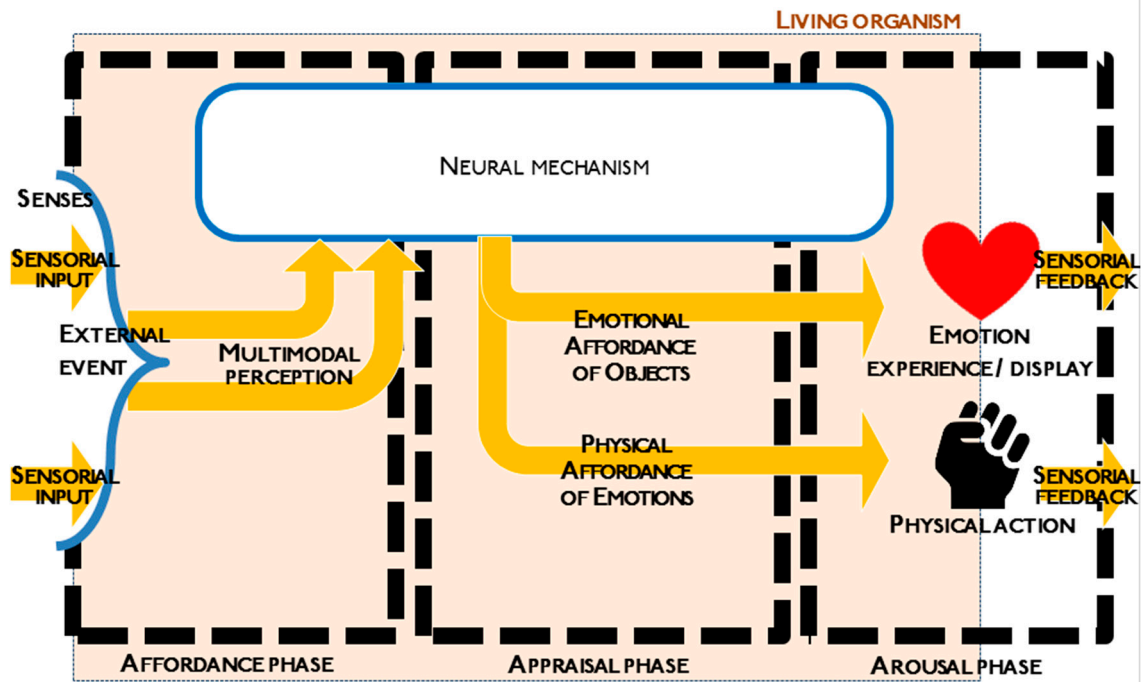 LIVING ORGANISM
NEURAL MECHANISM
SENSES
SENSORIAL
INPUT
EXTERNAL
EVENT
MULTIMODAL
PERCEPTION
SENSORIAL
INPUT
EMOTIONAL
AFFORDANCE
OF OBJECTS
PHYSICAL
AFFORDANCE
OF EMOTIONS
SENSORIAL
FEEDBACK
EMOTION
EXPERIENCE/ DISPLAY
SENSORIAL
FEEDBACK
PHYSICAL ACTION
AFFORDANCE PHASE
APPRAISAL PHASE
AROUSAL PHASE